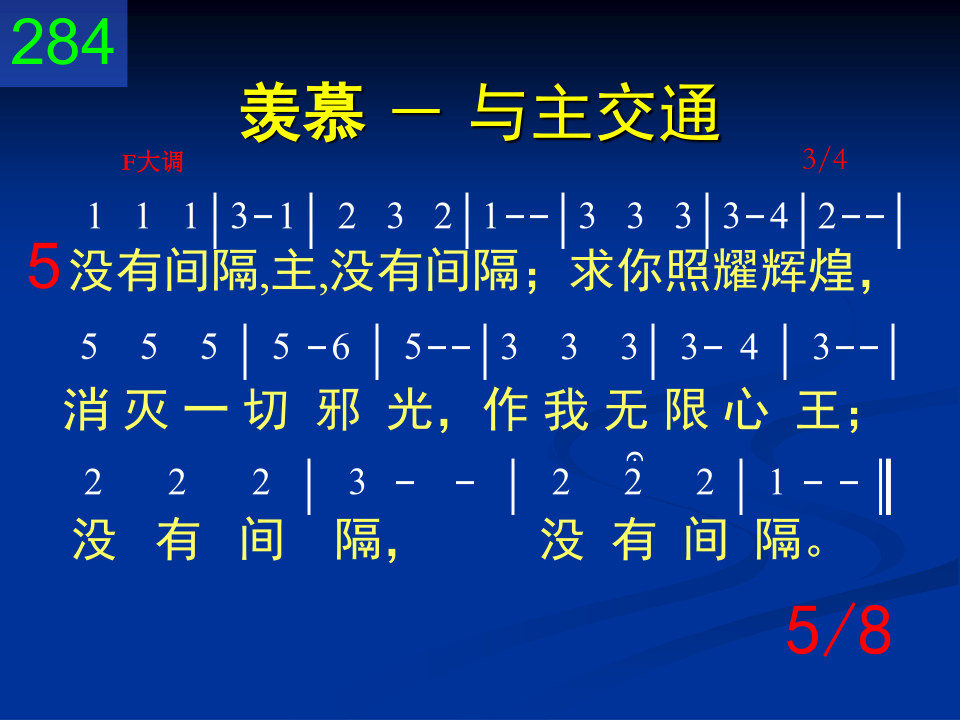 284
羡慕 － 与主交通
F大调 3/4
1 1 1|3-1| 2 3 2|1--|3 3 3|3-4|2--|
5 没有间隔,主,没有间隔；求你照耀辉煌，
5 5 5|5-6|5--|3 3 3|3- 4|3--|
消灭一切邪光，作我无限心王；
2 2 2|3 - -|2 2 2|1 - -‖
没有间隔，没有间隔。
5/8